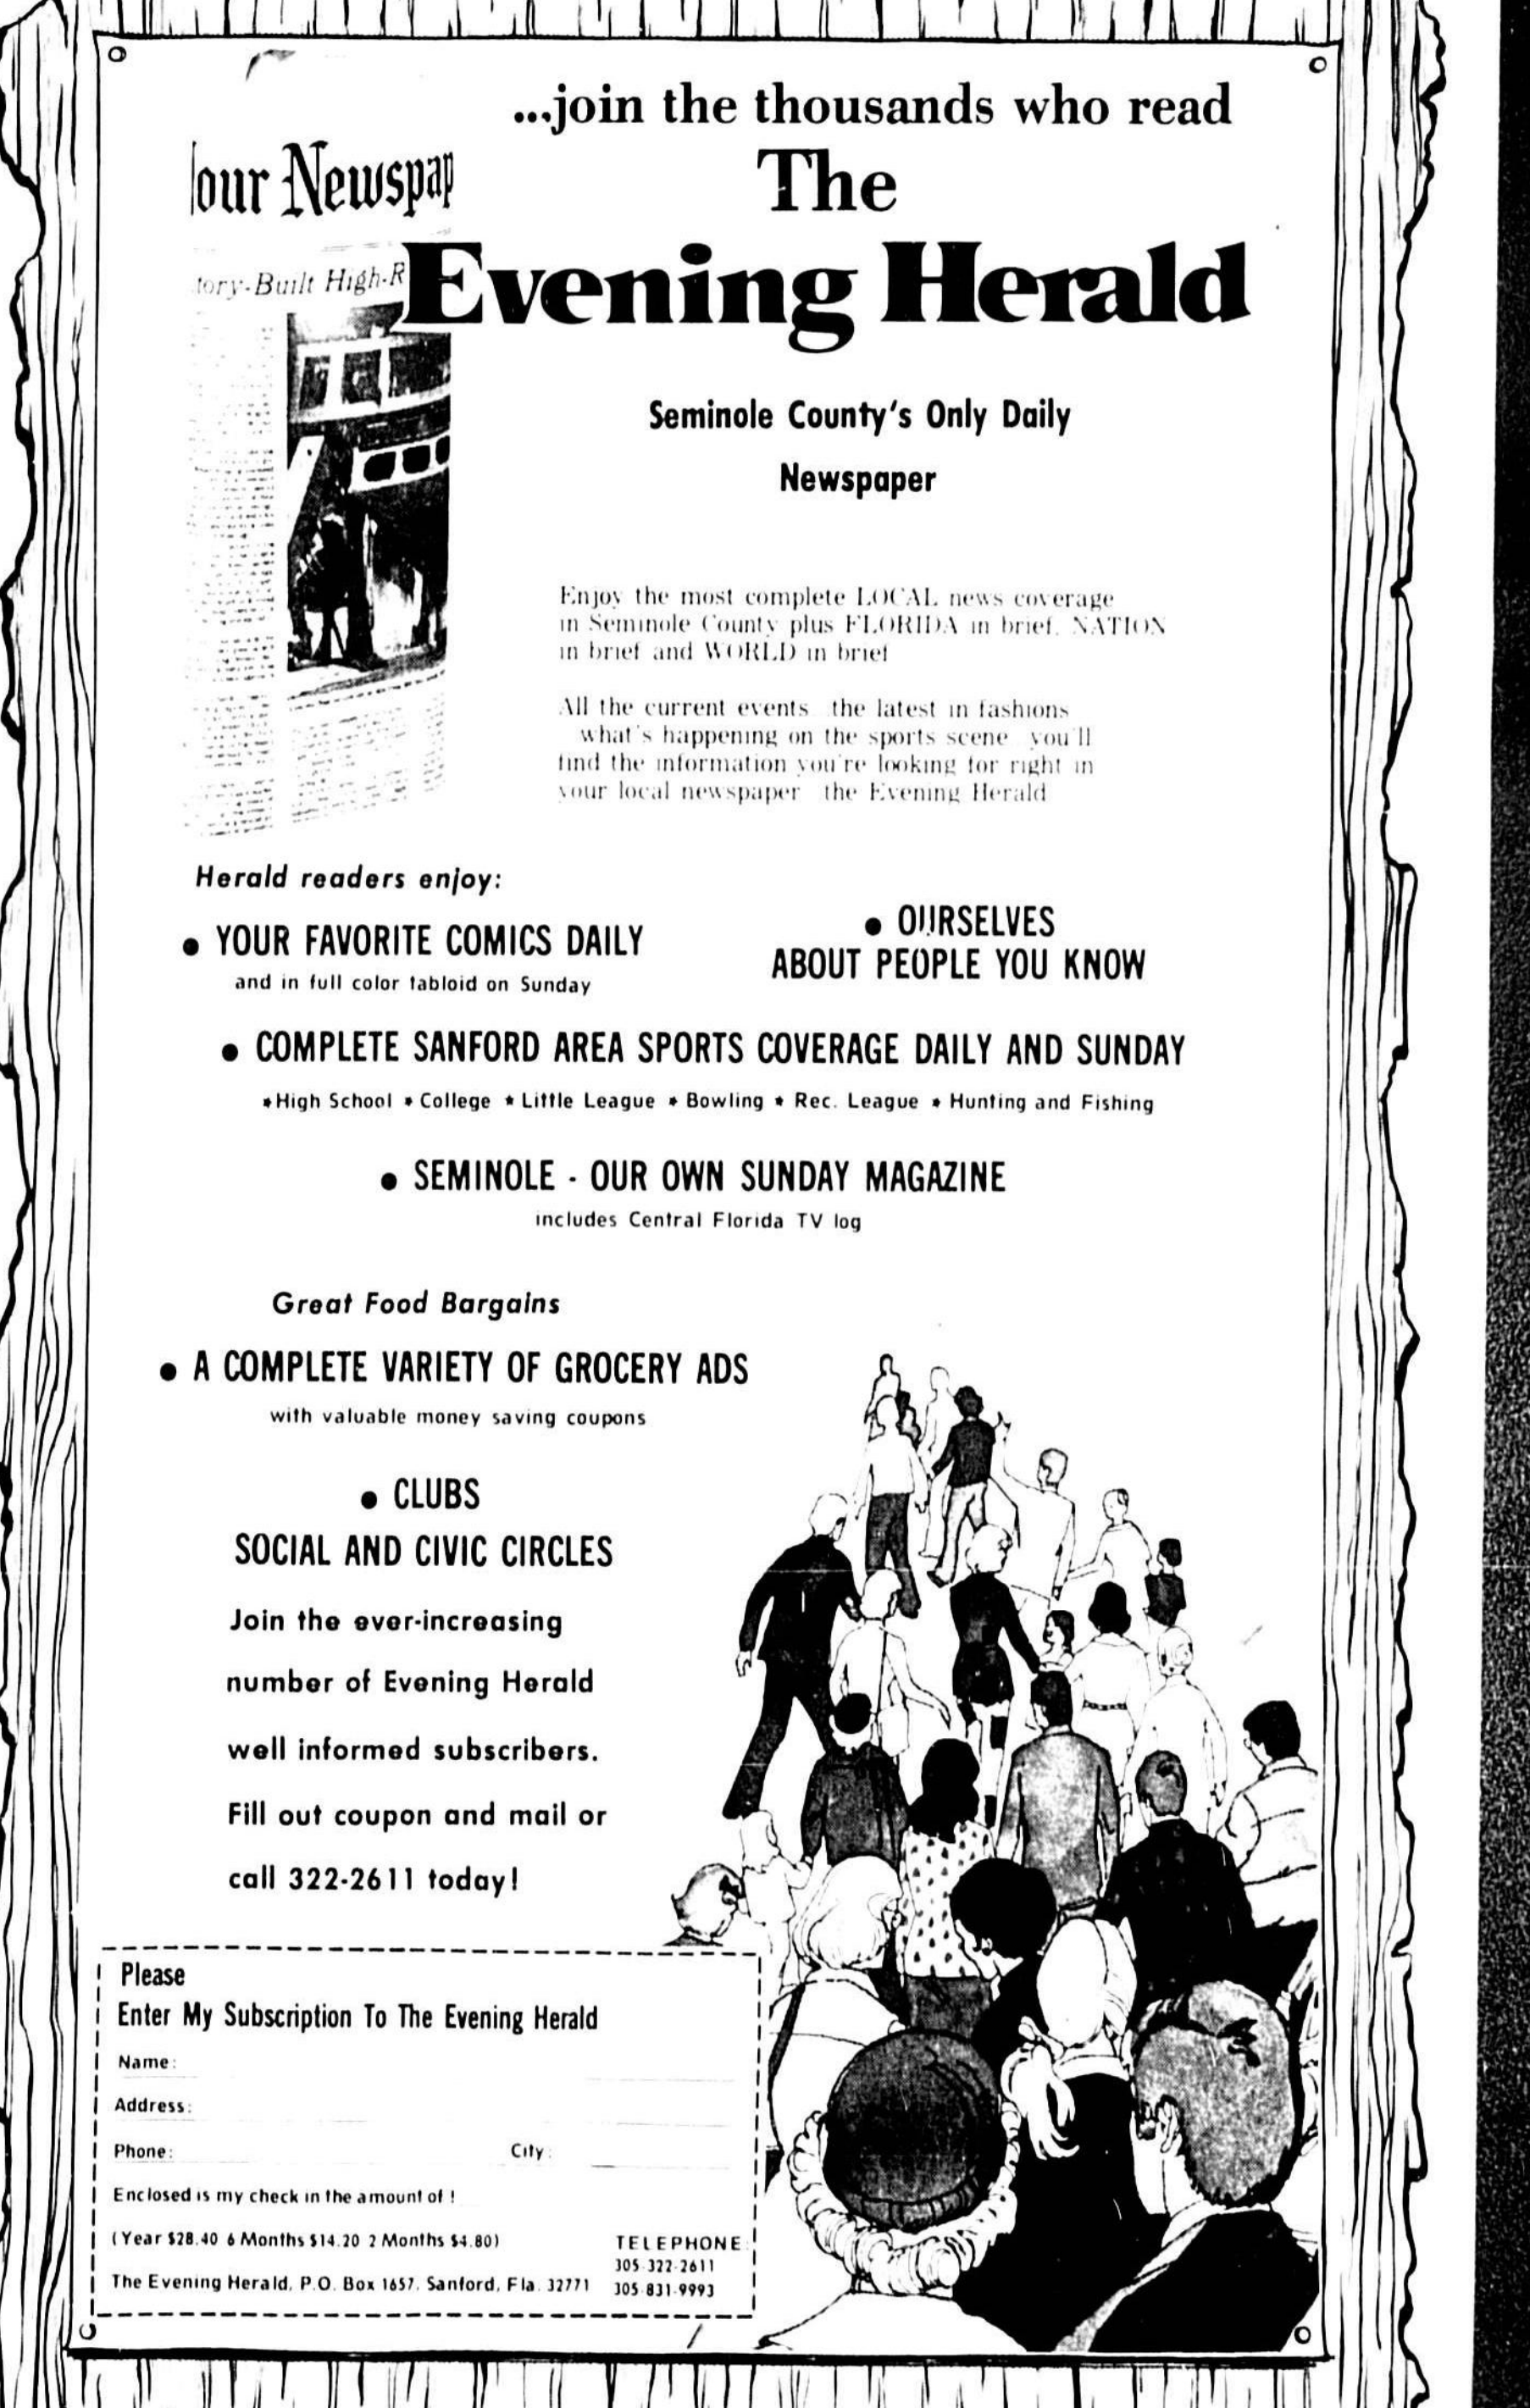 ...join the thousands who read
The
Evening Herald
our Newspap
tory-Built High-R
Seminole County's Only Daily
Newspaper
Enjoy the most complete LOCAL news coverage
in Seminole County plus FLORIDA in brief, NATION
in brief and WORLD in brief
All the current events the latest in fashions
what's happening on the sports scene you'll
find the information you're looking for right in
your local newspaper the Evening Herald
Herald readers enjoy:
● YOUR FAVORITE COMICS DAILY
and in full color tabloid on Sunday
● OURSELVES
ABOUT PEOPLE YOU KNOW
● COMPLETE SANFORD AREA SPORTS COVERAGE DAILY AND SUNDAY
★High School ★ College ★ Little League ★ Bowling ★ Rec. League ★ Hunting and Fishing
● SEMINOLE - OUR OWN SUNDAY MAGAZINE
includes Central Florida TV log
Great Food Bargains
● A COMPLETE VARIETY OF GROCERY ADS
with valuable money saving coupons
● CLUBS
SOCIAL AND CIVIC CIRCLES
Join the ever-increasing
number of Evening Herald
well informed subscribers.
Fill out coupon and mail or
call 322-2611 today!
Please
Enter My Subscription To The Evening Herald
Name:
Address:
Phone: City:
Enclosed is my check in the amount of !
(Year $28.40 6 Months $14.20 2 Months $4.80)
The Evening Herald, P.O. Box 1657, Sanford, Fla. 32771
TELEPHONE
305-322-2611
305-831-9993